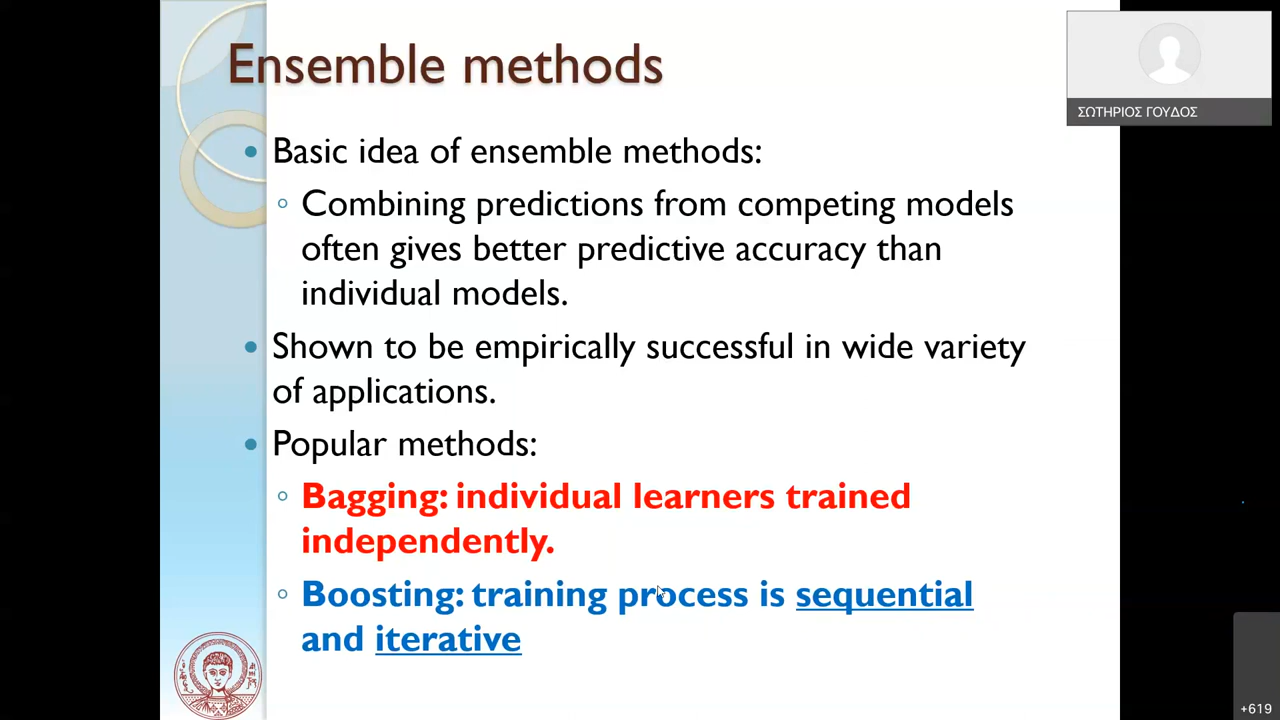 Ensemble methods
ΣΩΤΗΡΙΟΣ ΓΟΥΔΟΣ
Basic idea of ensemble methods:
Combining predictions from competing models
often gives better predictive accuracy than
individual models.
Shown to be empirically successful in wide variety
of applications.
Popular methods:
Bagging: individual learners trained
independently.
Boosting: training process is sequential
and iterative
+619